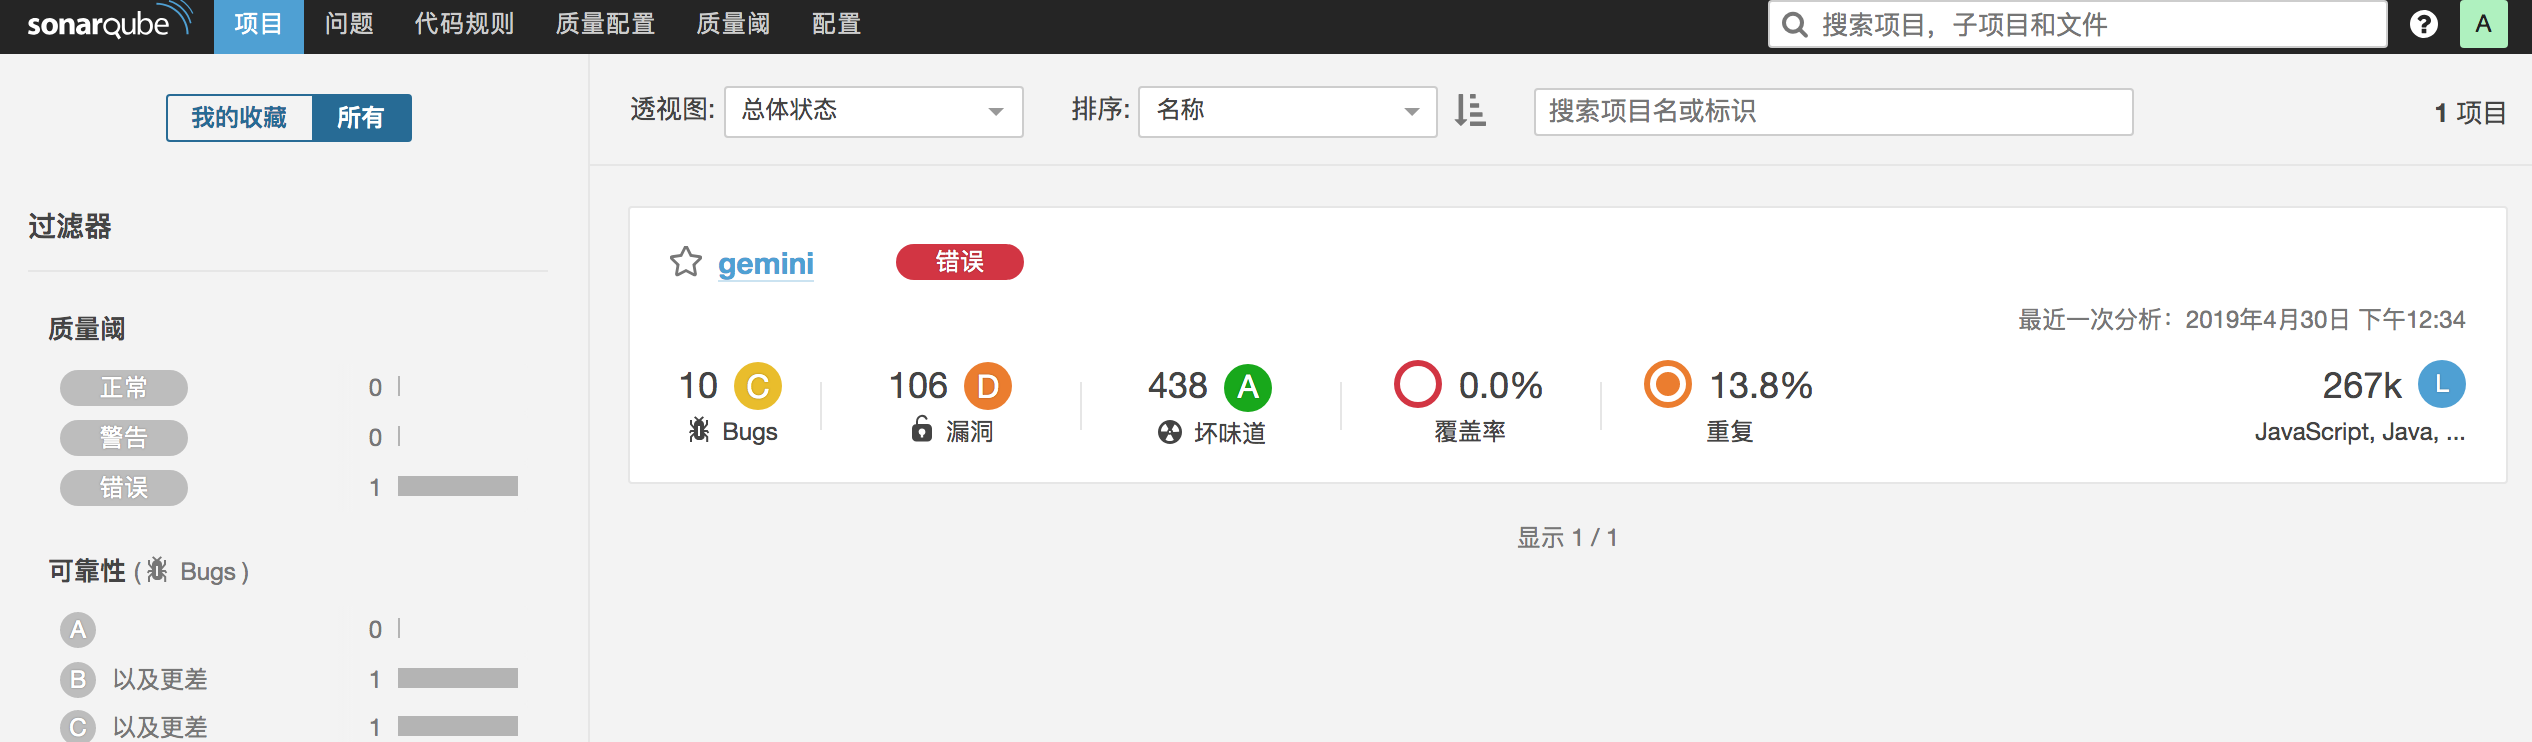 sonarqube 项目 问题 代码规则 质量配置 质量阈 配置 搜索项目，子项目和文件 ? A
我的收藏 所有
透视图: 总体状态 排序: 名称 搜索项目名或标识 1 项目
过滤器
质量阈
正常 0
警告 0
错误 1
可靠性 ( Bugs )
A 0
B 以及更差 1
C 以及更差 1
gemini 错误
最近一次分析：2019年4月30日 下午12:34
10 C 106 D 438 A 0.0% 13.8% 267k L
Bugs 漏洞 坏味道 覆盖率 重复 JavaScript, Java, ...
显示 1 / 1